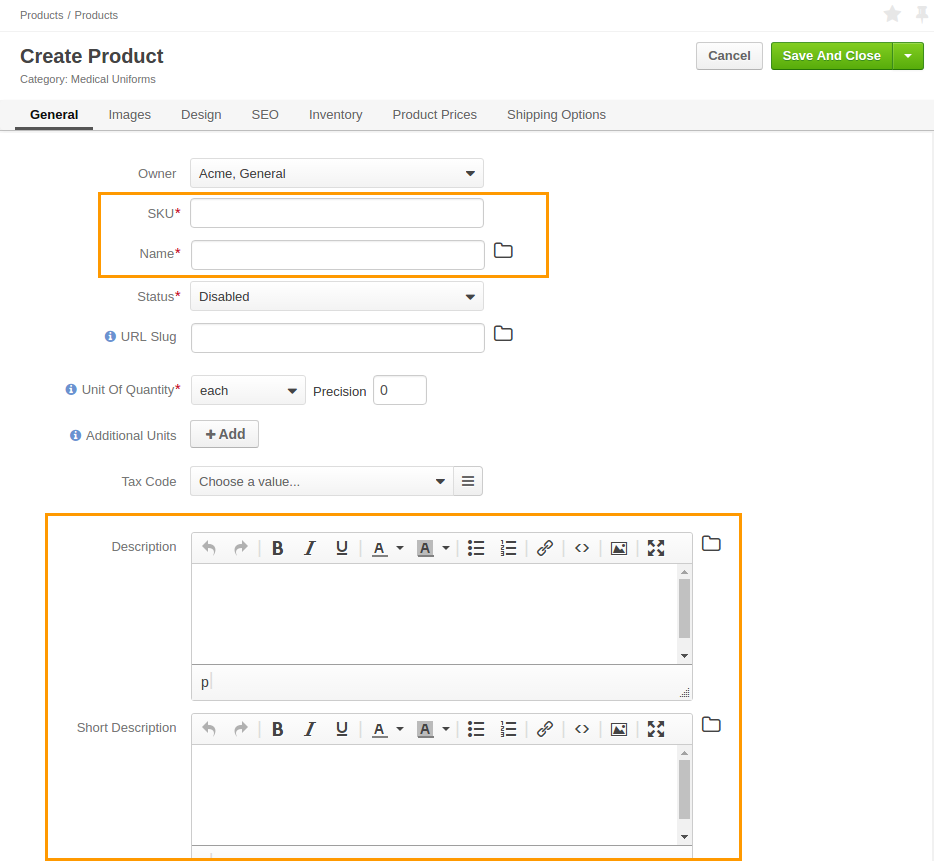 Products / Products
Create Product
Cancel
Save And Close
Category: Medical Uniforms
General Images Design SEO Inventory Product Prices Shipping Options
Owner Acme, General
SKU*
Name*
Status* Disabled
URL Slug
Unit Of Quantity* each Precision 0
Additional Units + Add
Tax Code Choose a value...
Description B I U A A
p
Short Description B I U A A